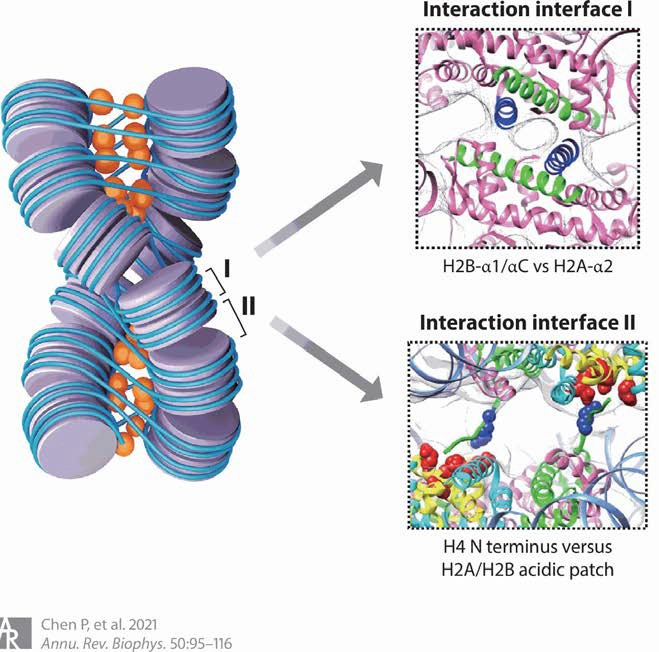 Interaction interface I
H2B-α1/αC vs H2A-α2
I
II
Interaction interface II
H4 N terminus versus
H2A/H2B acidic patch
AR
Chen P, et al. 2021
Annu. Rev. Biophys. 50:95–116